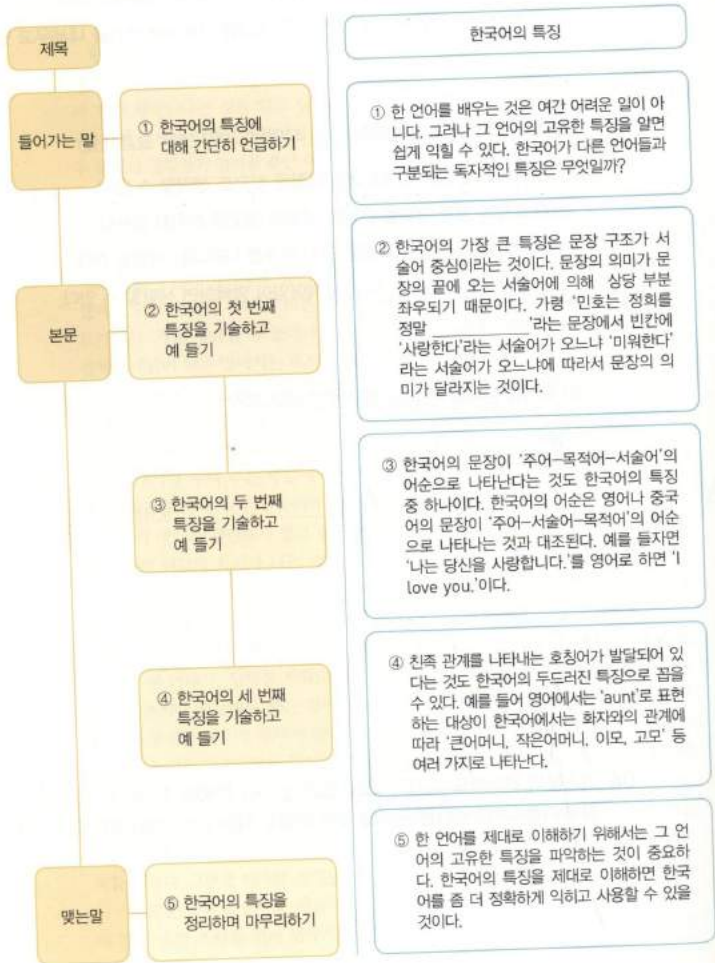 제목
한국어의 특징
들어가는 말
① 한국어의 특징에
대해 간단히 언급하기
① 한 언어를 배우는 것은 여간 어려운 일이 아
니다. 그러나 그 언어의 고유한 특징을 알면
쉽게 익힐 수 있다. 한국어가 다른 언어들과
구분되는 독자적인 특징은 무엇일까?
본문
② 한국어의 첫 번째
특징을 기술하고
예 들기
② 한국어의 가장 큰 특징은 문장 구조가 서
술어 중심이라는 것이다. 문장의 의미가 문
장의 끝에 오는 서술어에 의해 상당 부분
좌우되기 때문이다. 가령 '민호는 정희를
정말 ____________'라는 문장에서 빈칸에
'사랑한다'라는 서술어가 오느냐 '미워한다'
라는 서술어가 오느냐에 따라서 문장의 의
미가 달라지는 것이다.
③ 한국어의 두 번째
특징을 기술하고
예 들기
③ 한국어의 문장이 '주어–목적어–서술어'의
어순으로 나타난다는 것도 한국어의 특징
중 하나이다. 한국어의 어순은 영어나 중국
어의 문장이 '주어–서술어–목적어'의 어순
으로 나타나는 것과 대조된다. 예를 들자면
'나는 당신을 사랑합니다.'를 영어로 하면 'I
love you.'이다.
④ 한국어의 세 번째
특징을 기술하고
예 들기
④ 친족 관계를 나타내는 호칭어가 발달되어 있
다는 것도 한국어의 두드러진 특징으로 꼽을
수 있다. 예를 들어 영어에서는 'aunt'로 표현
하는 대상이 한국어에서는 화자와의 관계에
따라 '큰어머니, 작은어머니, 이모, 고모' 등
여러 가지로 나타난다.
맺는말
⑤ 한국어의 특징을
정리하며 마무리하기
⑤ 한 언어를 제대로 이해하기 위해서는 그 언
어의 고유한 특징을 파악하는 것이 중요하
다. 한국어의 특징을 제대로 이해하면 한국
어를 좀 더 정확하게 익히고 사용할 수 있을
것이다.